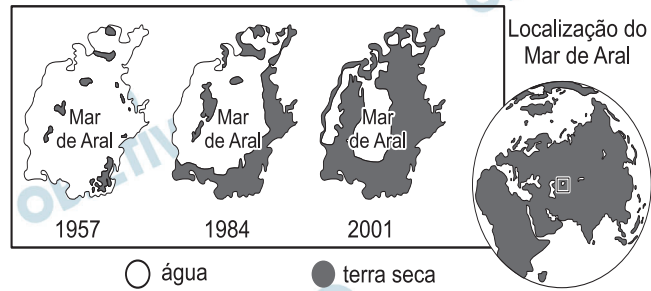 Localização do
Mar de Aral
Mar
de Aral
Mar
de Aral
Mar
de Aral
1957
1984
2001
água
terra seca